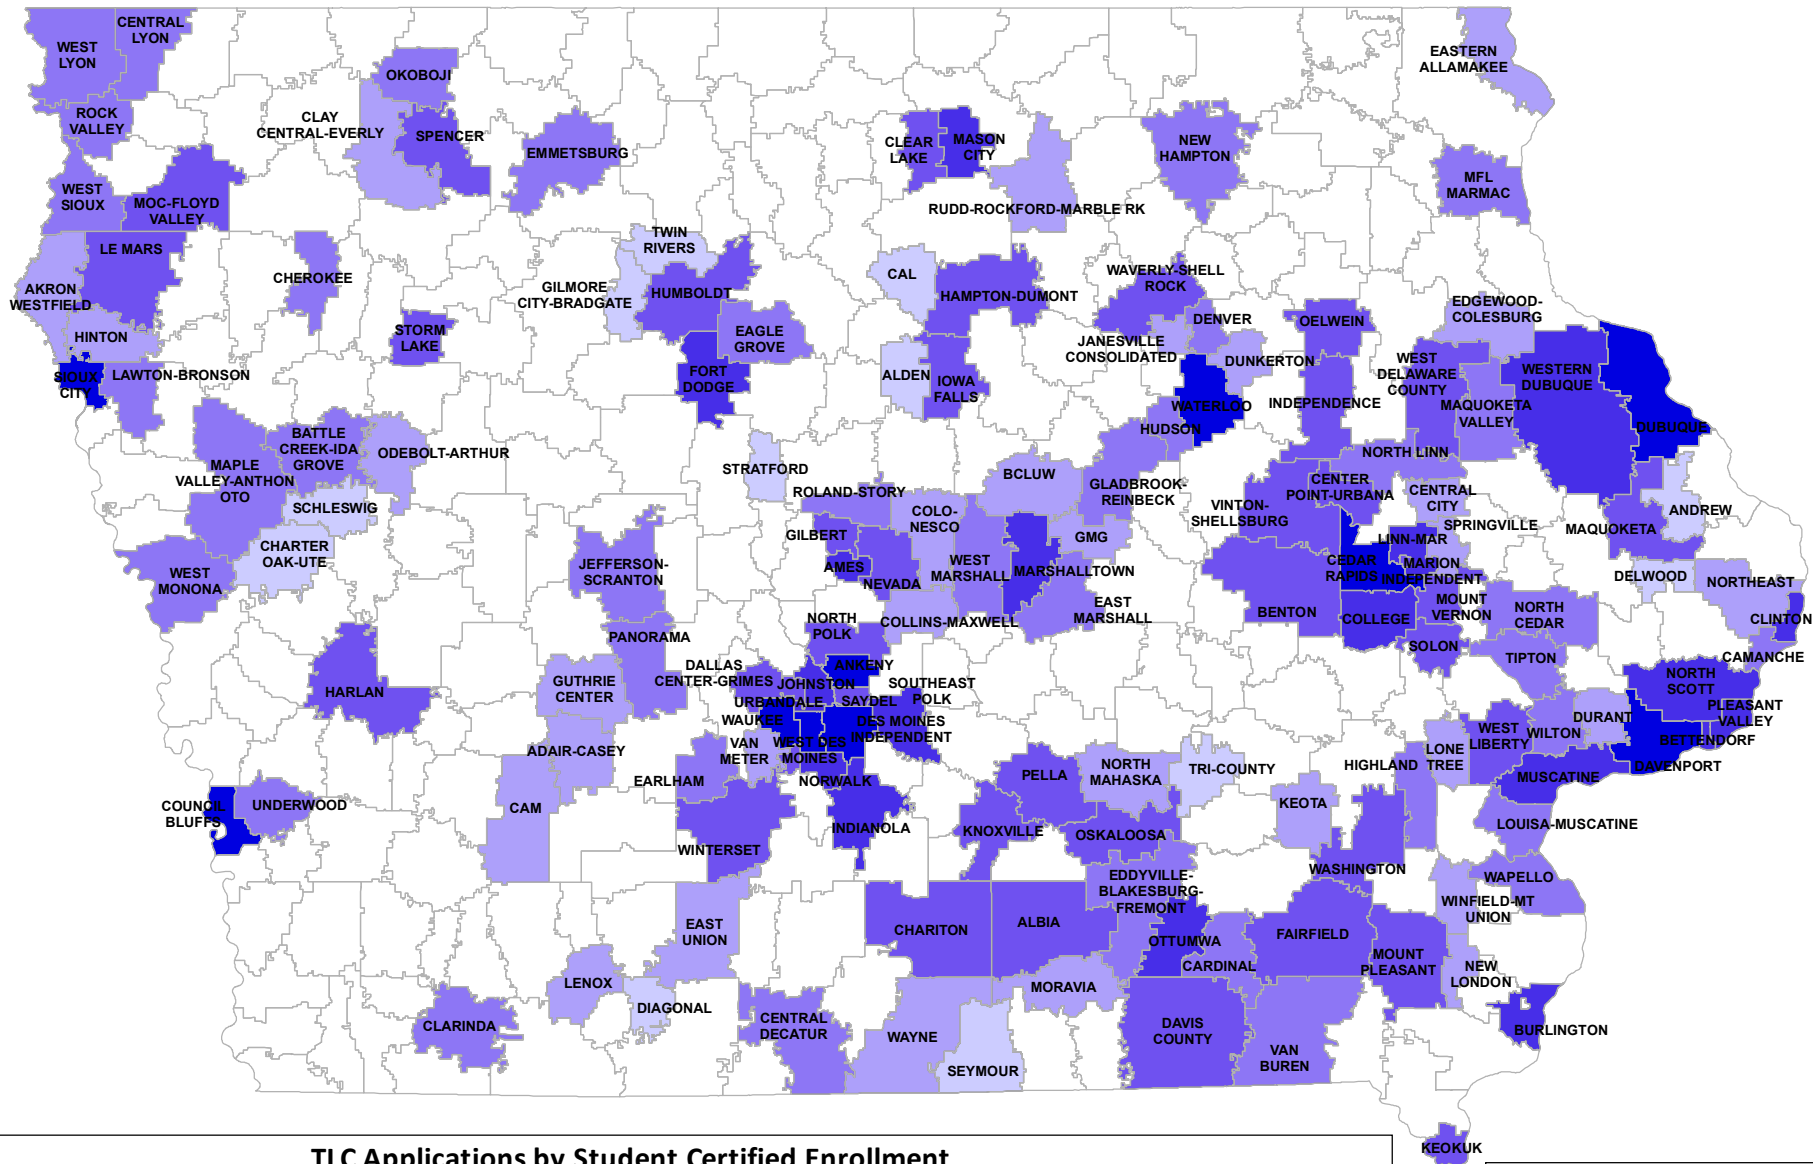 CENTRAL
LYON
WEST
LYON
EASTERN
ALLAMAKEE
OKOBOJI
ROCK
VALLEY
CLAY
CENTRAL-EVERLY
SPENCER
EMMETSBURG
CLEAR
LAKE
MASON
CITY
NEW
HAMPTON
MFL
MARMAC
WEST
SIOUX
MOC-FLOYD
VALLEY
RUDD-ROCKFORD-MARBLE RK
TWIN
RIVERS
LE MARS
CHEROKEE
AKRON
WESTFIELD
GILMORE
CITY-BRADGATE
HUMBOLDT
CAL
HAMPTON-DUMONT
WAVERLY-SHELL
ROCK
EDGEWOOD-
COLESBURG
HINTON
STORM
LAKE
EAGLE
GROVE
DENVER
OELWEIN
JANESVILLE
CONSOLIDATED
DUNKERTON
SIOUX
CITY
LAWTON-BRONSON
FORT
DODGE
ALDEN
IOWA
FALLS
WEST
DELAWARE
COUNTY
WESTERN
DUBUQUE
WATERLOO
INDEPENDENCE
MAQUOKETA
VALLEY
HUDSON
DUBUQUE
BATTLE
CREEK-IDA
GROVE
ODEBOLT-ARTHUR
NORTH LINN
MAPLE
VALLEY-ANTHON
OTO
STRATFORD
BCLUW
CENTER
POINT-URBANA
SCHLESWIG
ROLAND-STORY
GLADBROOK-
REINBECK
CENTRAL
CITY
VINTON-
SHELLSBURG
COLO-
NESCO
ANDREW
SPRINGVILLE
MAQUOKETA
GILBERT
GMG
LINN-MAR
CHARTER
OAK-UTE
JEFFERSON-
SCRANTON
AMES
NEVADA
WEST
MARSHALL
MARSHALLTOWN
CEDAR
RAPIDS
MARION
INDEPENDENT
DELWOOD
NORTHEAST
WEST
MONONA
EAST
MARSHALL
BENTON
COLLEGE
MOUNT
VERNON
NORTH
CEDAR
CLINTON
COLLINS-MAXWELL
NORTH
POLK
PANORAMA
SOLON
TIPTON
CAMANCHE
HARLAN
GUTHRIE
CENTER
DALLAS
CENTER-GRIMES
ANKENY
JOHNSTON
SOUTHEAST
POLK
NORTH
SCOTT
URBANDALE
SAYDEL
WAUKEE
DES MOINES
INDEPENDENT
PLEASANT
VALLEY
DURANT
WEST
LIBERTY
WILTON
BETTENDORF
ADAIR-CASEY
VAN
METER
WEST DES
MOINES
LONE
TREE
HIGHLAND
DAVENPORT
EARLHAM
NORWALK
PELLA
NORTH
MAHASKA
TRI-COUNTY
MUSCATINE
COUNCIL
BLUFFS
UNDERWOOD
CAM
KEOTA
INDIANOLA
KNOXVILLE
OSKALOOSA
LOUISA-MUSCATINE
WINTERSET
WASHINGTON
EDDYVILLE-
BLAKESBURG-
FREMONT
WAPELLO
WINFIELD-MT
UNION
EAST
UNION
CHARITON
ALBIA
OTTUMWA
FAIRFIELD
MOUNT
PLEASANT
CARDINAL
NEW
LONDON
LENOX
MORAVIA
DIAGONAL
CLARINDA
CENTRAL
DECATUR
WAYNE
DAVIS
COUNTY
BURLINGTON
VAN
BUREN
SEYMOUR
KEOKUK
TLC Applications by Student Certified Enrollment